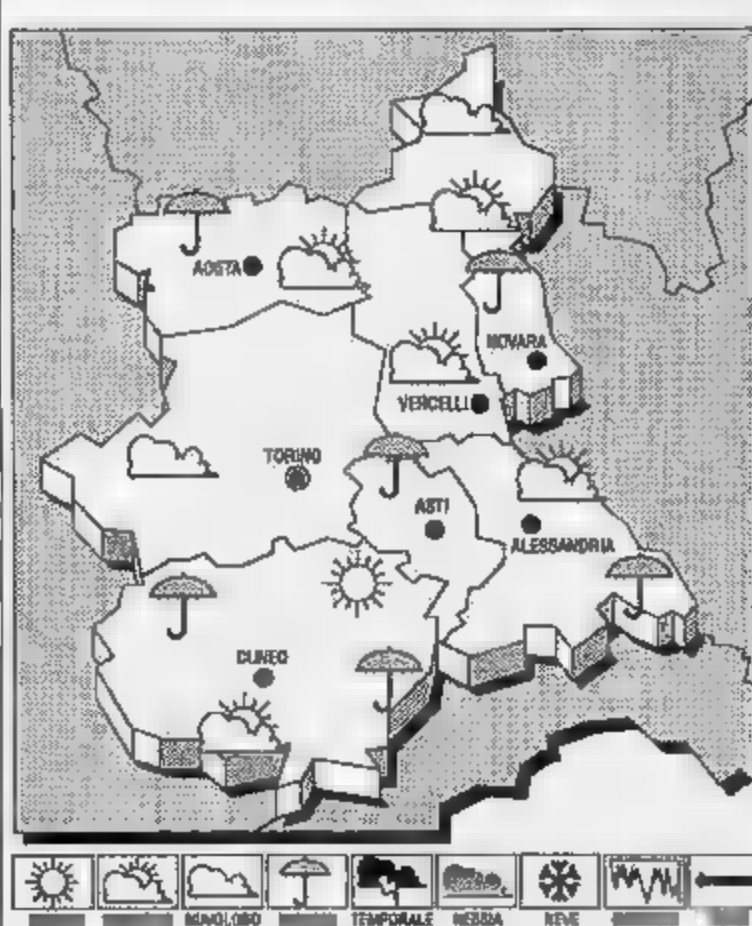 AOSTA
NOVARA
VERCELLI
TORINO
ASTI
ALESSANDRIA
CUNEO
NUVOLOSO
TEMPORALE
NEBBIA
NEVE